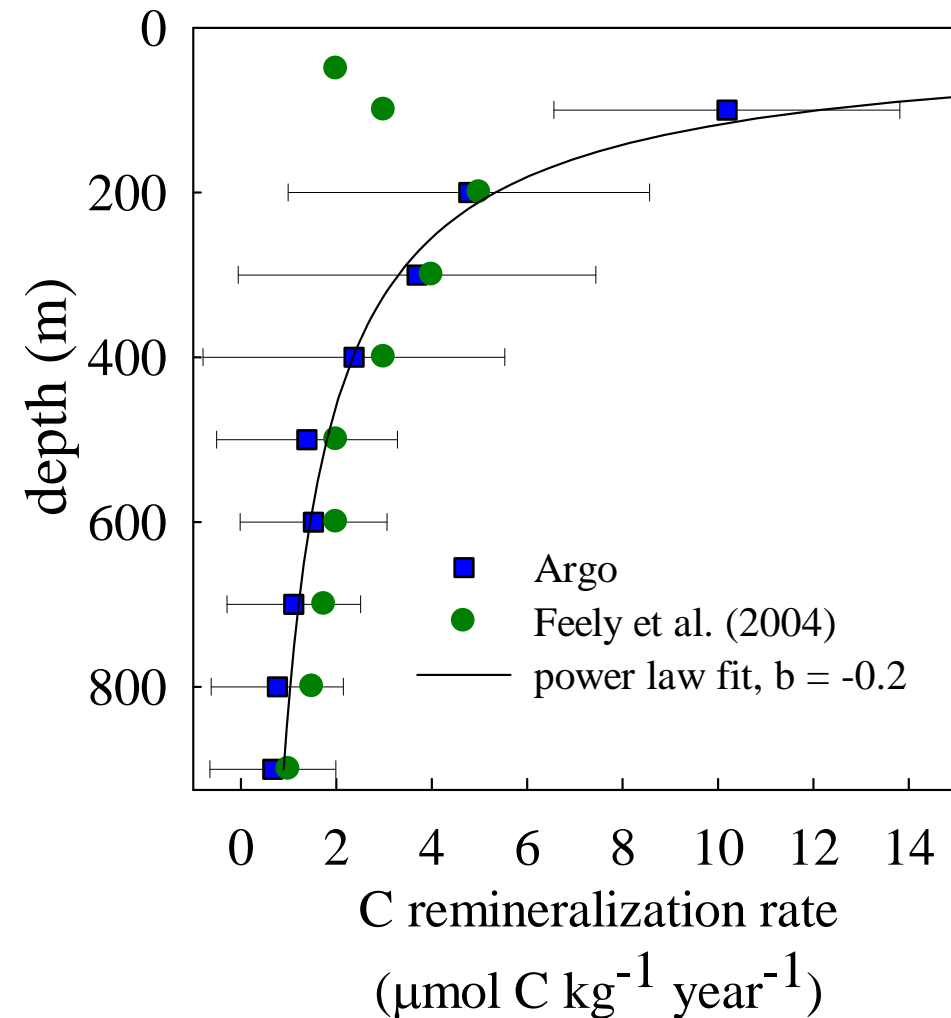 0
200
400
600
800
depth (m)
Argo
Feely et al. (2004)
power law fit, b = -0.2
0 2 4 6 8 10 12 14
C remineralization rate
(μmol C kg-1 year-1)